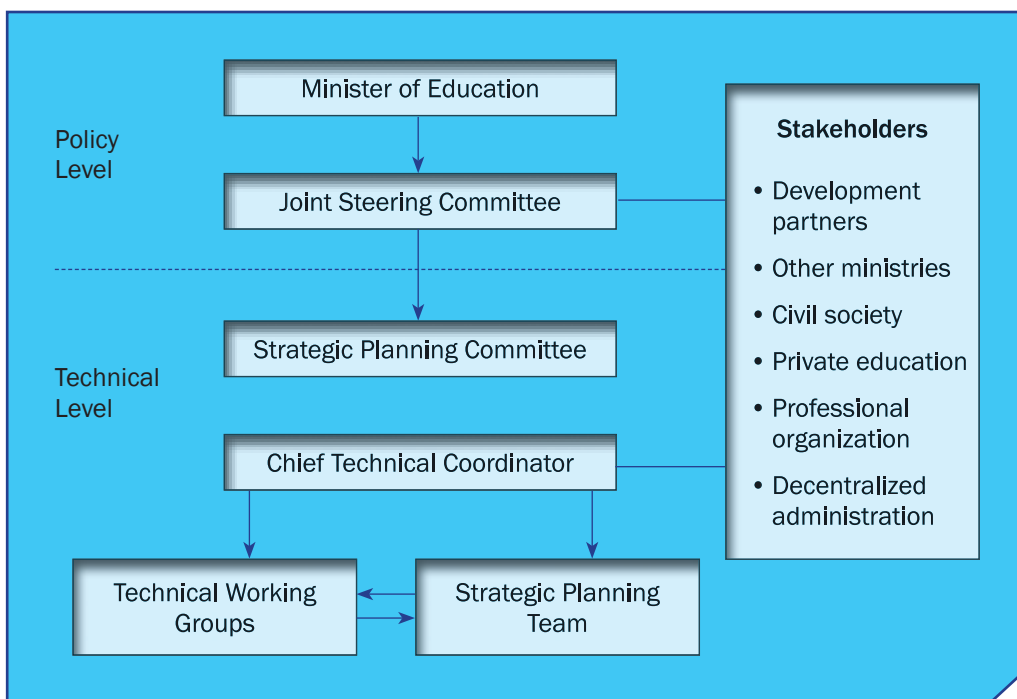 Minister of Education
Policy
Level
Joint Steering Committee
Strategic Planning Committee
Technical
Level
Chief Technical Coordinator
Technical Working
Groups
Strategic Planning
Team
Stakeholders
• Development
partners
• Other ministries
• Civil society
• Private education
• Professional
organization
• Decentralized
administration